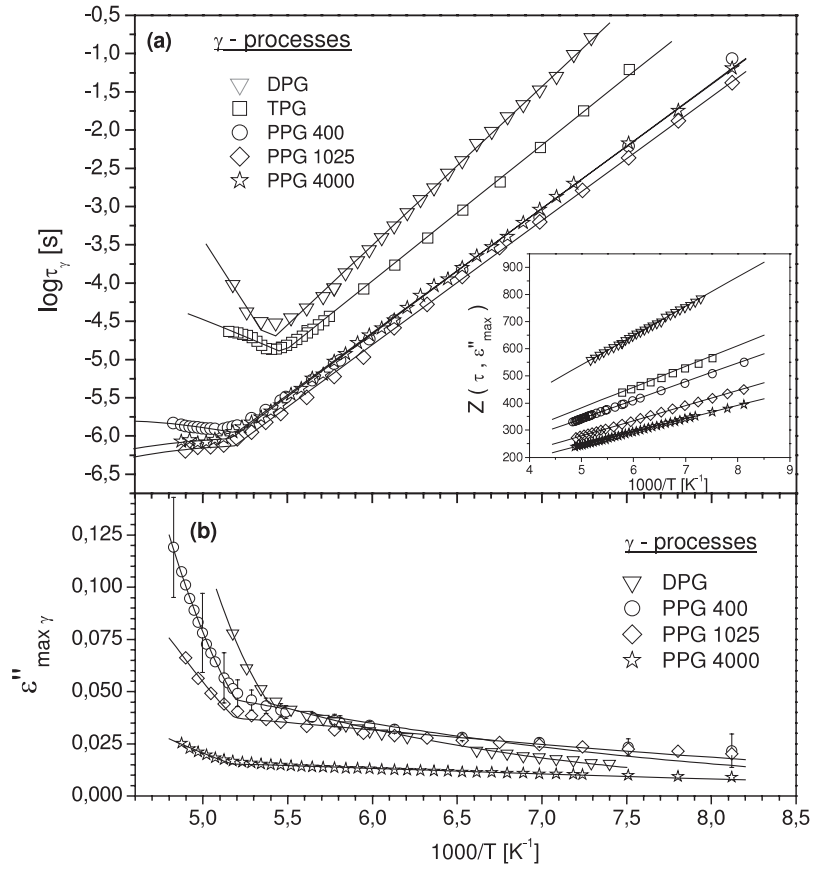 (a)
γ - processes
DPG
TPG
PPG 400
PPG 1025
PPG 4000
-0,5
-1,0
-1,5
-2,0
-2,5
-3,0
-3,5
-4,0
-4,5
-5,0
-5,5
-6,0
-6,5
logτγ [s]
900
800
700
600
500
400
300
200
Z ( τ , ε"max )
4 5 6 7 8 9
1000/T [K-1]
(b)
γ - processes
DPG
PPG 400
PPG 1025
PPG 4000
0,125
0,100
0,075
0,050
0,025
0,000
ε"max γ
5,0 5,5 6,0 6,5 7,0 7,5 8,0 8,5
1000/T [K-1]